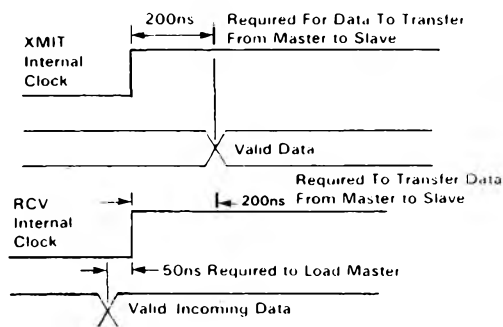 200ns
Required For Data To Transfer
From Master to Slave
XMIT
Internal
Clock
Valid Data
Required To Transfer Data
200ns From Master to Slave
RCV
Internal
Clock
50ns Required to Load Master
Valid Incoming Data